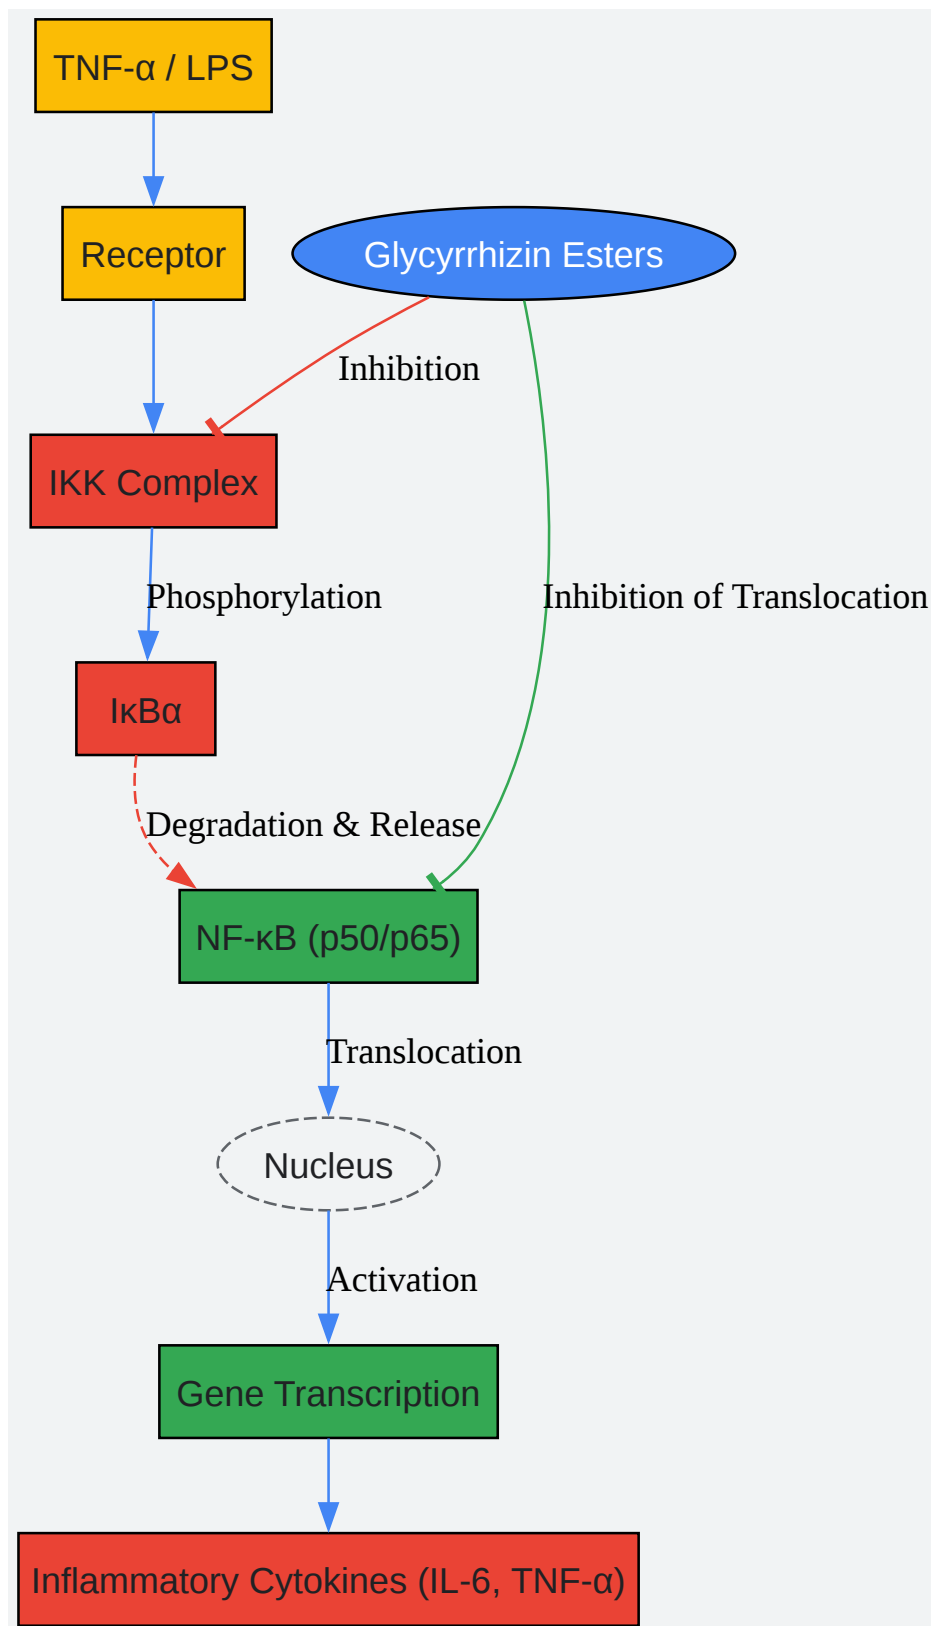 TNF-α / LPS
Receptor
Glycyrrhizin Esters
Inhibition
IKK Complex
Phosphorylation
Inhibition of Translocation
IκBα
Degradation & Release
NF-κB (p50/p65)
Translocation
Nucleus
Activation
Gene Transcription
Inflammatory Cytokines (IL-6, TNF-α)